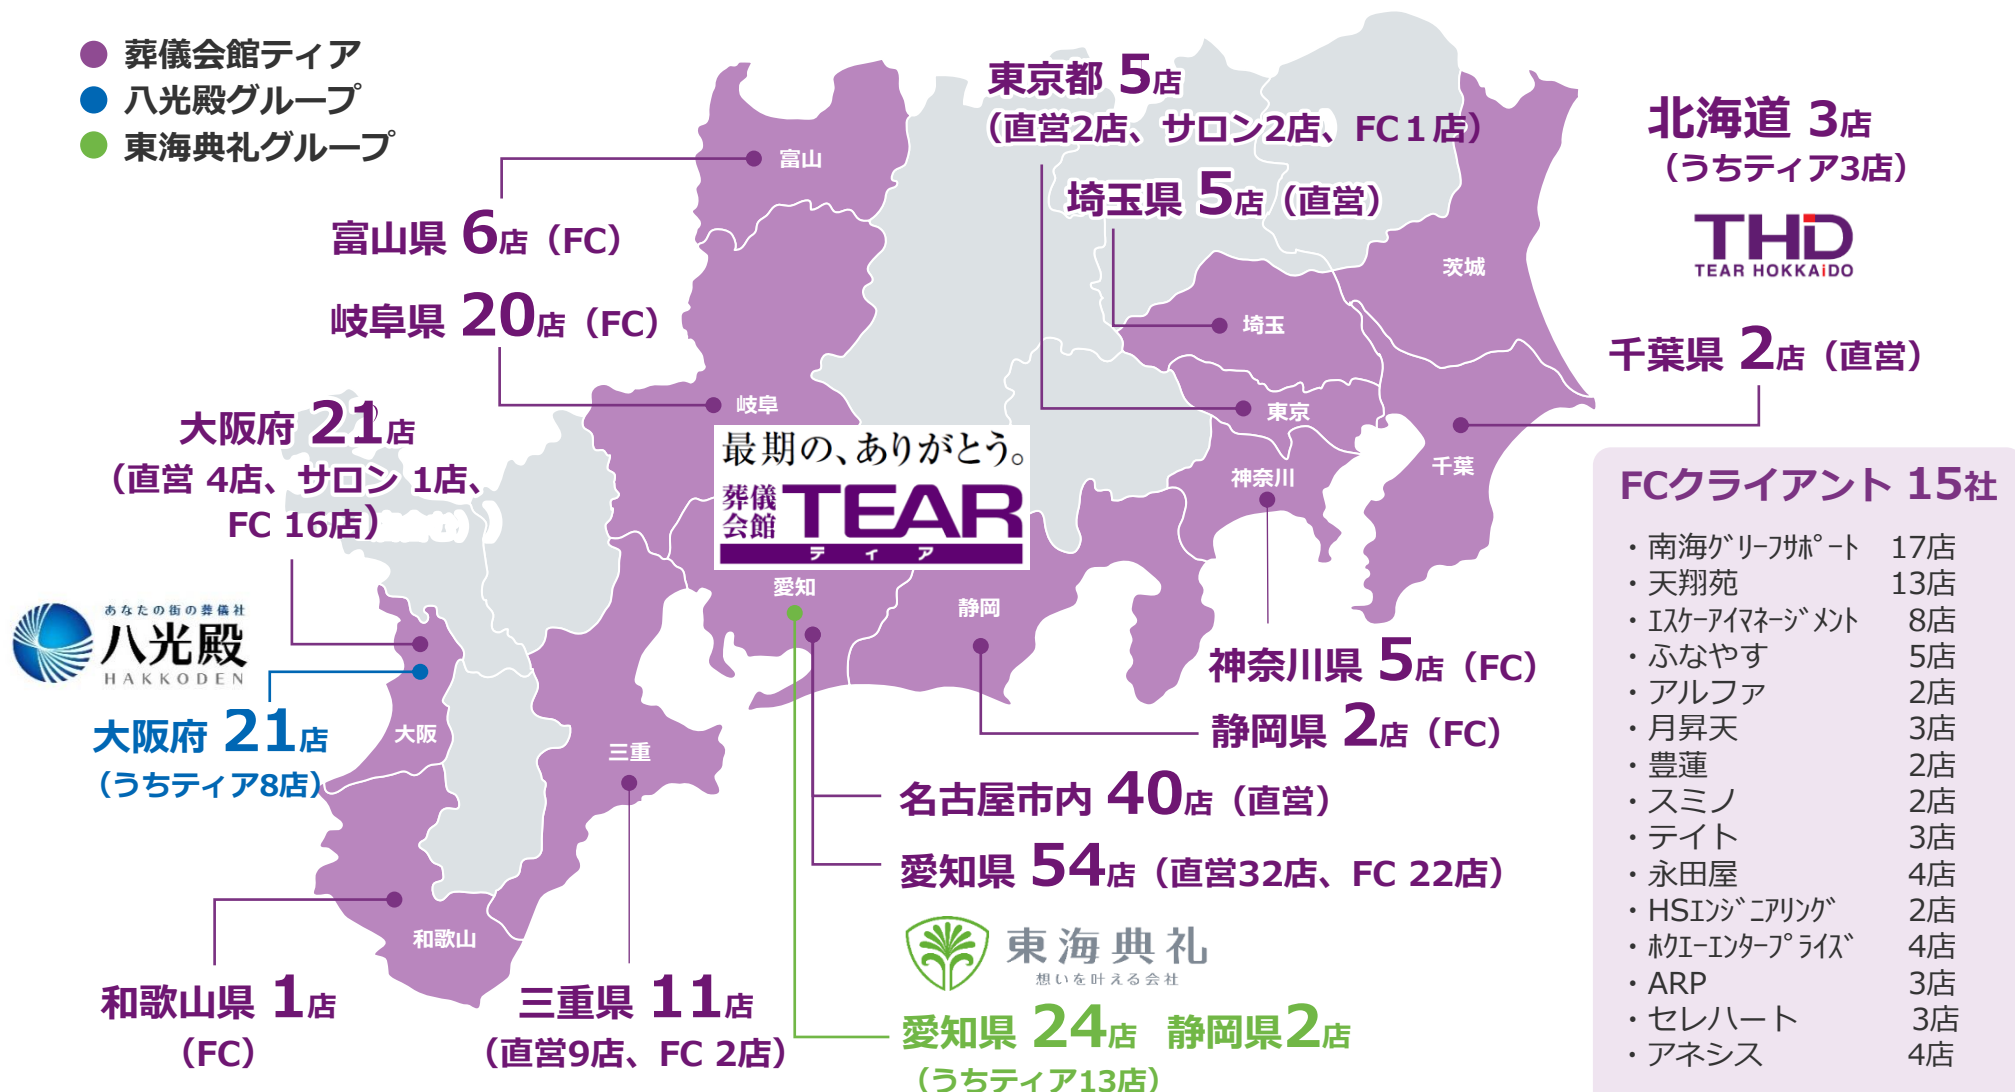 葬儀会館ティア
八光殿グループ
東海典礼グループ
東京都 5店
（直営2店、サロン2店、FC１店）
埼玉県 5店（直営）
北海道 3店
（うちティア3店）
THD
TEAR HOKKAiDO
富山
富山県 6店（FC）
岐阜県 20店（FC）
茨城
埼玉
千葉県 2店（直営）
岐阜
東京
大阪府 21店
（直営 4店、サロン 1店、
FC 16店）
最期の、ありがとう。
葬儀会館 TEAR
ティア
神奈川
千葉
FCクライアント 15社
・南海ｸﾞﾘｰﾌｻﾎﾟｰﾄ 17店
・天翔苑 13店
・ｴｽｹｰｱｲﾏﾈｰｼﾞﾒﾝﾄ 8店
・ふなやす 5店
・アルファ 2店
・月昇天 3店
・豊蓮 2店
・スミノ 2店
・テイト 3店
・永田屋 4店
・HSｴﾝｼﾞﾆｱﾘﾝｸﾞ 2店
・ﾎｸｴｰｴﾝﾀｰﾌﾟﾗｲｽﾞ 4店
・ARP 3店
・セレハート 3店
・アネシス 4店
愛知
静岡
あなたの街の葬儀社
八光殿
HAKKODEN
大阪府 21店
（うちティア8店）
大阪
三重
神奈川県 5店（FC）
静岡県 2店（FC）
名古屋市内 40店（直営）
愛知県 54店（直営32店、FC 22店）
和歌山
東海典礼
想いを叶える会社
和歌山県 1店
（FC）
三重県 11店
（直営9店、FC 2店）
愛知県 24店 静岡県2店
（うちティア13店）